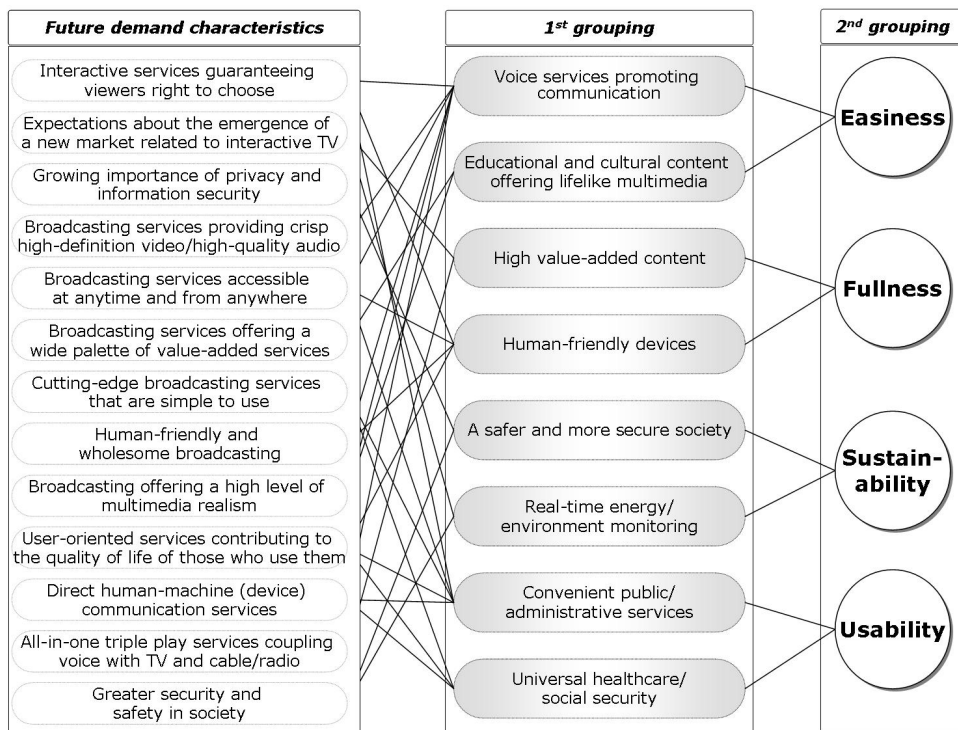 Future demand characteristics
Interactive services guaranteeing
viewers right to choose
Expectations about the emergence of
a new market related to interactive TV
Growing importance of privacy and
information security
Broadcasting services providing crisp
high-definition video/high-quality audio
Broadcasting services accessible
at anytime and from anywhere
Broadcasting services offering a
wide palette of value-added services
Cutting-edge broadcasting services
that are simple to use
Human-friendly and
wholesome broadcasting
Broadcasting offering a high level of
multimedia realism
User-oriented services contributing to
the quality of life of those who use them
Direct human-machine (device)
communication services
All-in-one triple play services coupling
voice with TV and cable/radio
Greater security and
safety in society
1st grouping
Voice services promoting
communication
Educational and cultural content
offering lifelike multimedia
High value-added content
Human-friendly devices
A safer and more secure society
Real-time energy/
environment monitoring
Convenient public/
administrative services
Universal healthcare/
social security
2nd grouping
Easiness
Fullness
Sustain-
ability
Usability